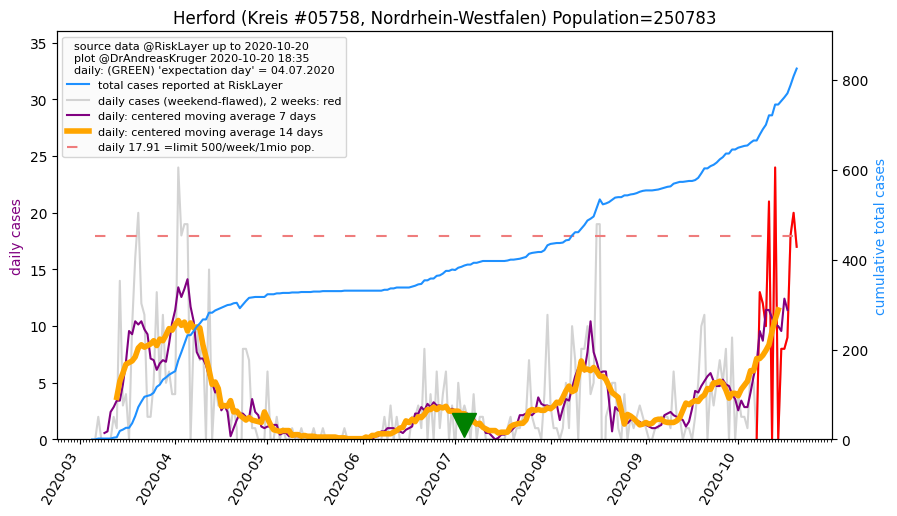 Herford (Kreis #05758, Nordrhein-Westfalen) Population=250783
source data @RiskLayer up to 2020-10-20
plot @DrAndreasKruger 2020-10-20 18:35
daily: (GREEN) 'expectation day' = 04.07.2020
total cases reported at RiskLayer
daily cases (weekend-flawed), 2 weeks: red
daily: centered moving average 7 days
daily: centered moving average 14 days
daily 17.91 =limit 500/week/1mio pop.
daily cases
35
30
25
20
15
10
5
0
cumulative total cases
800
600
400
200
0
2020-03
2020-04
2020-05
2020-06
2020-07
2020-08
2020-09
2020-10